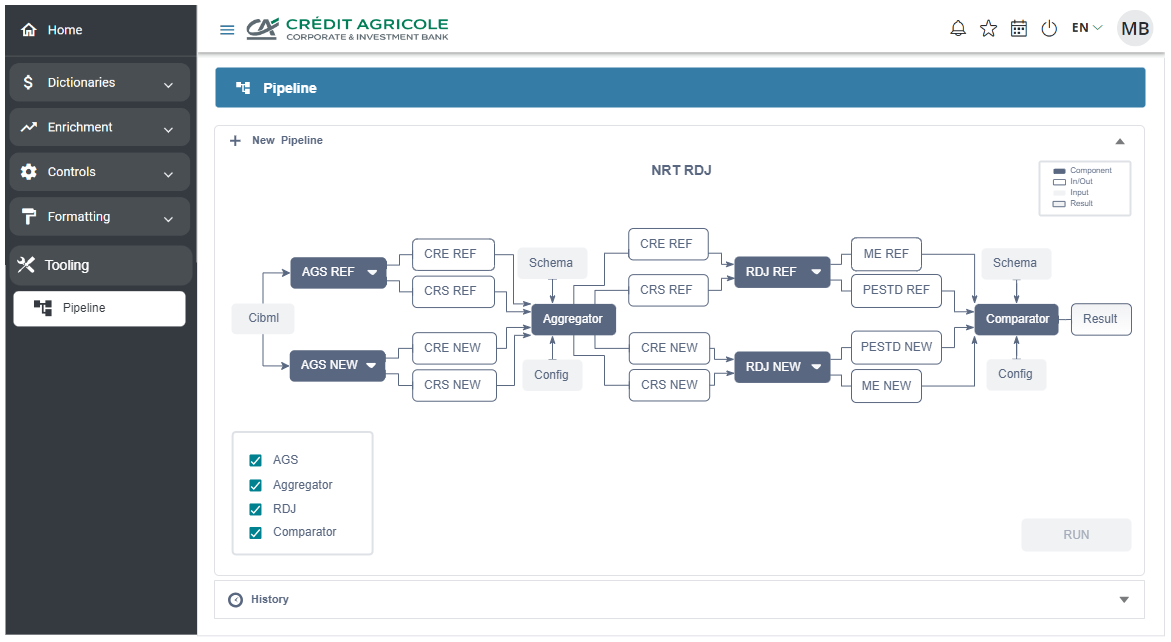 Home
Dictionaries
Enrichment
Controls
Formatting
Tooling
Pipeline
CRÉDIT AGRICOLE
CORPORATE & INVESTMENT BANK
EN
MB
Pipeline
New Pipeline
NRT RDJ
Component
In/Out
Input
Result
Cibml
AGS REF
AGS NEW
CRE REF
CRS REF
CRE NEW
CRS NEW
Schema
Aggregator
Config
CRE REF
CRS REF
CRE NEW
CRS NEW
RDJ REF
RDJ NEW
ME REF
PESTD REF
PESTD NEW
ME NEW
Schema
Comparator
Config
Result
AGS
Aggregator
RDJ
Comparator
RUN
History